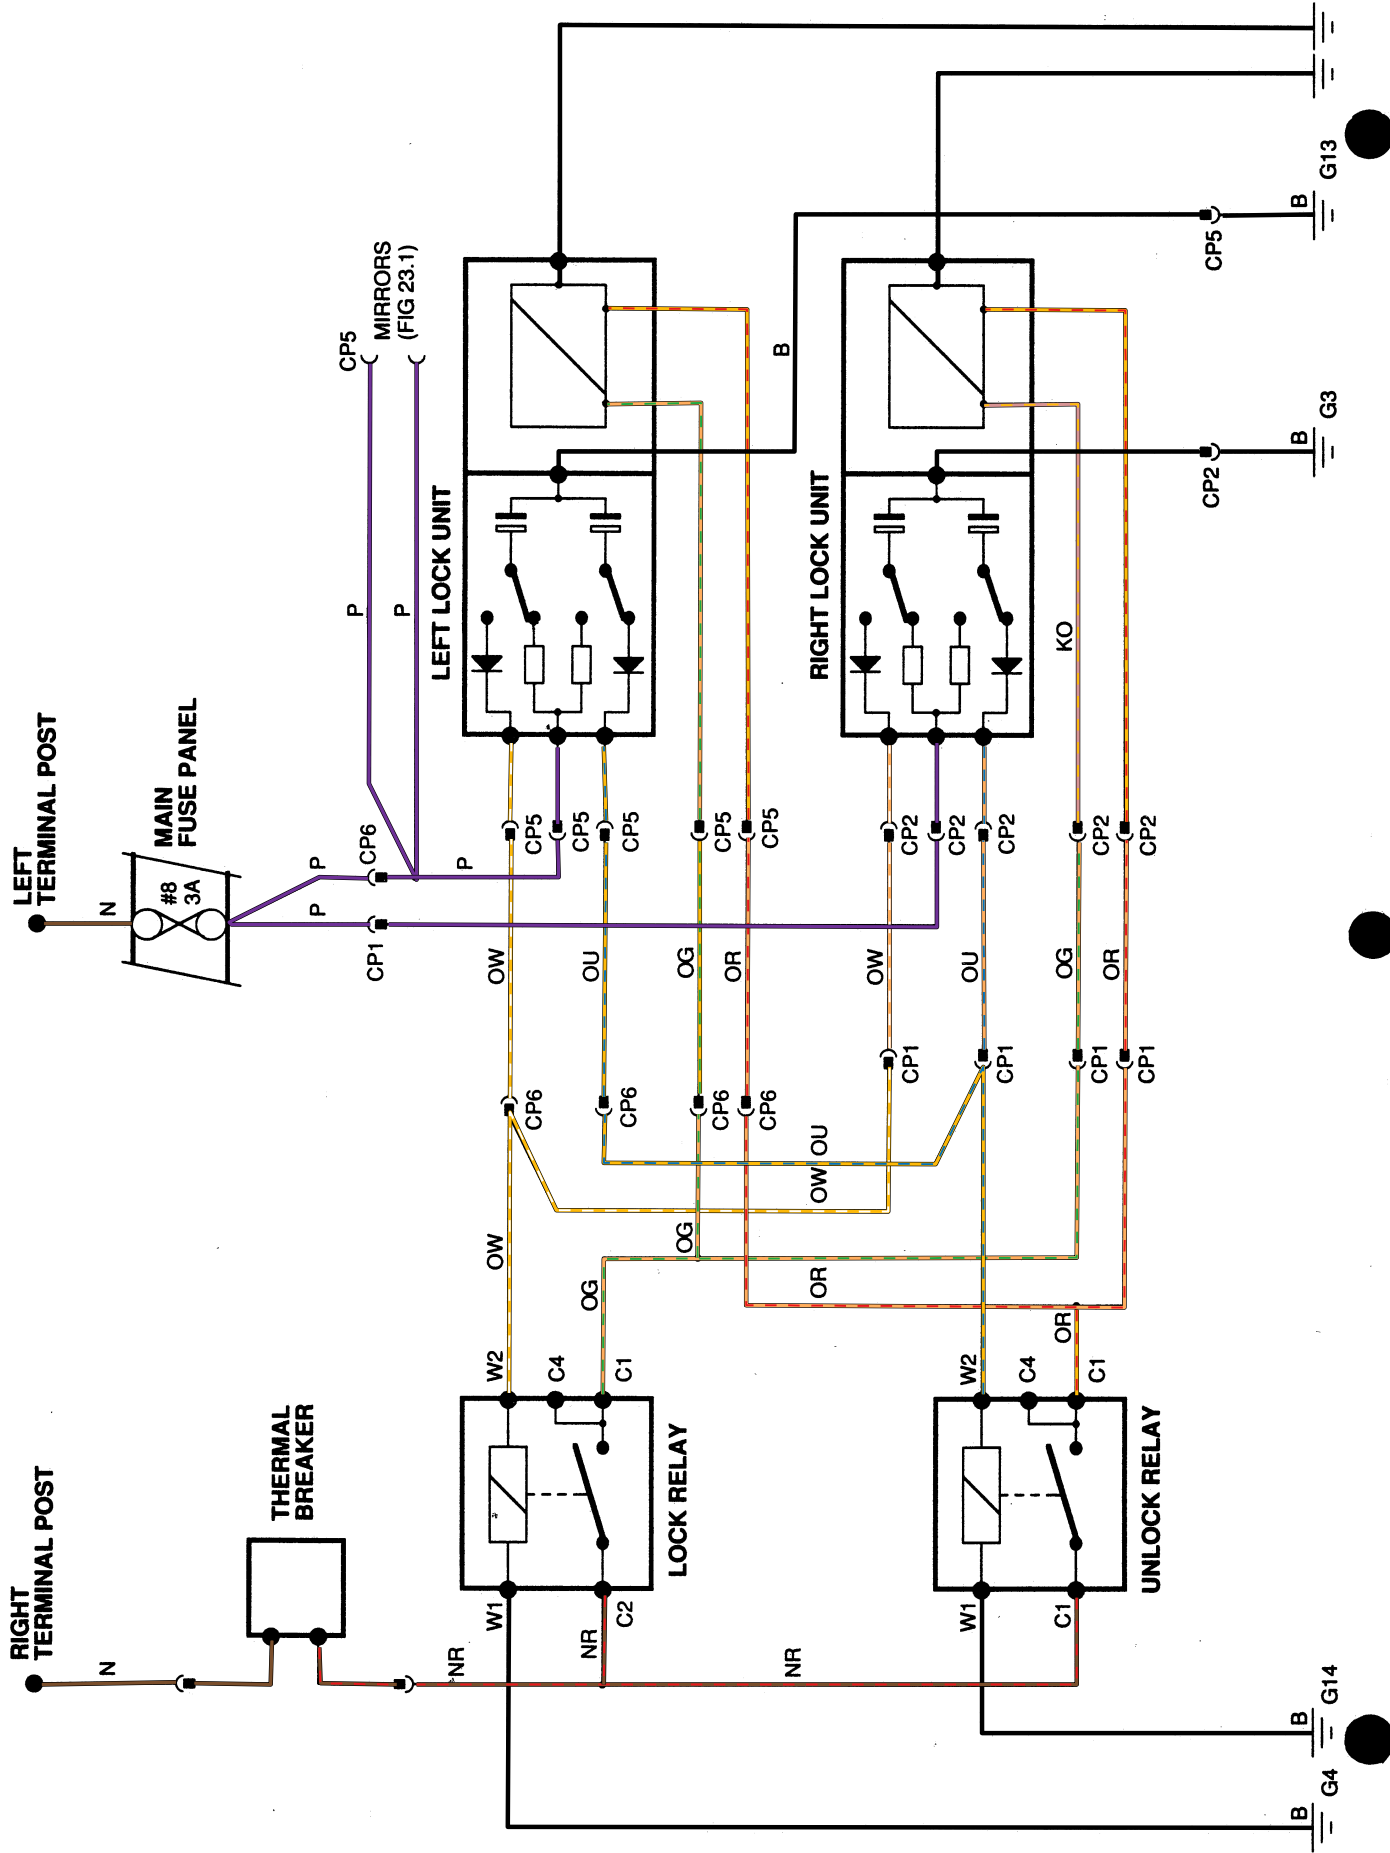 RIGHT
TERMINAL POST
N
THERMAL
BREAKER
NR
NR
NR
W1
C2
LOCK RELAY
W2
C4
C1
W1
C1
UNLOCK RELAY
W2
C4
C1
B
G4
B
G14
LEFT
TERMINAL POST
N
MAIN
FUSE PANEL
#8
3A
P
P
CP1
CP6
P
P
P
CP5
MIRRORS
(FIG 23.1)
OW
OG
OG
OR
OR
OW
OU
CP6
CP6
CP6
CP6
CP1
CP1
CP1
CP1
OW
OU
OG
OR
OW
OU
OG
OR
CP5
CP5
CP5
CP5
CP5
CP2
CP2
CP2
CP2
CP2
LEFT LOCK UNIT
RIGHT LOCK UNIT
KO
B
CP2
B
G3
CP5
B
G13